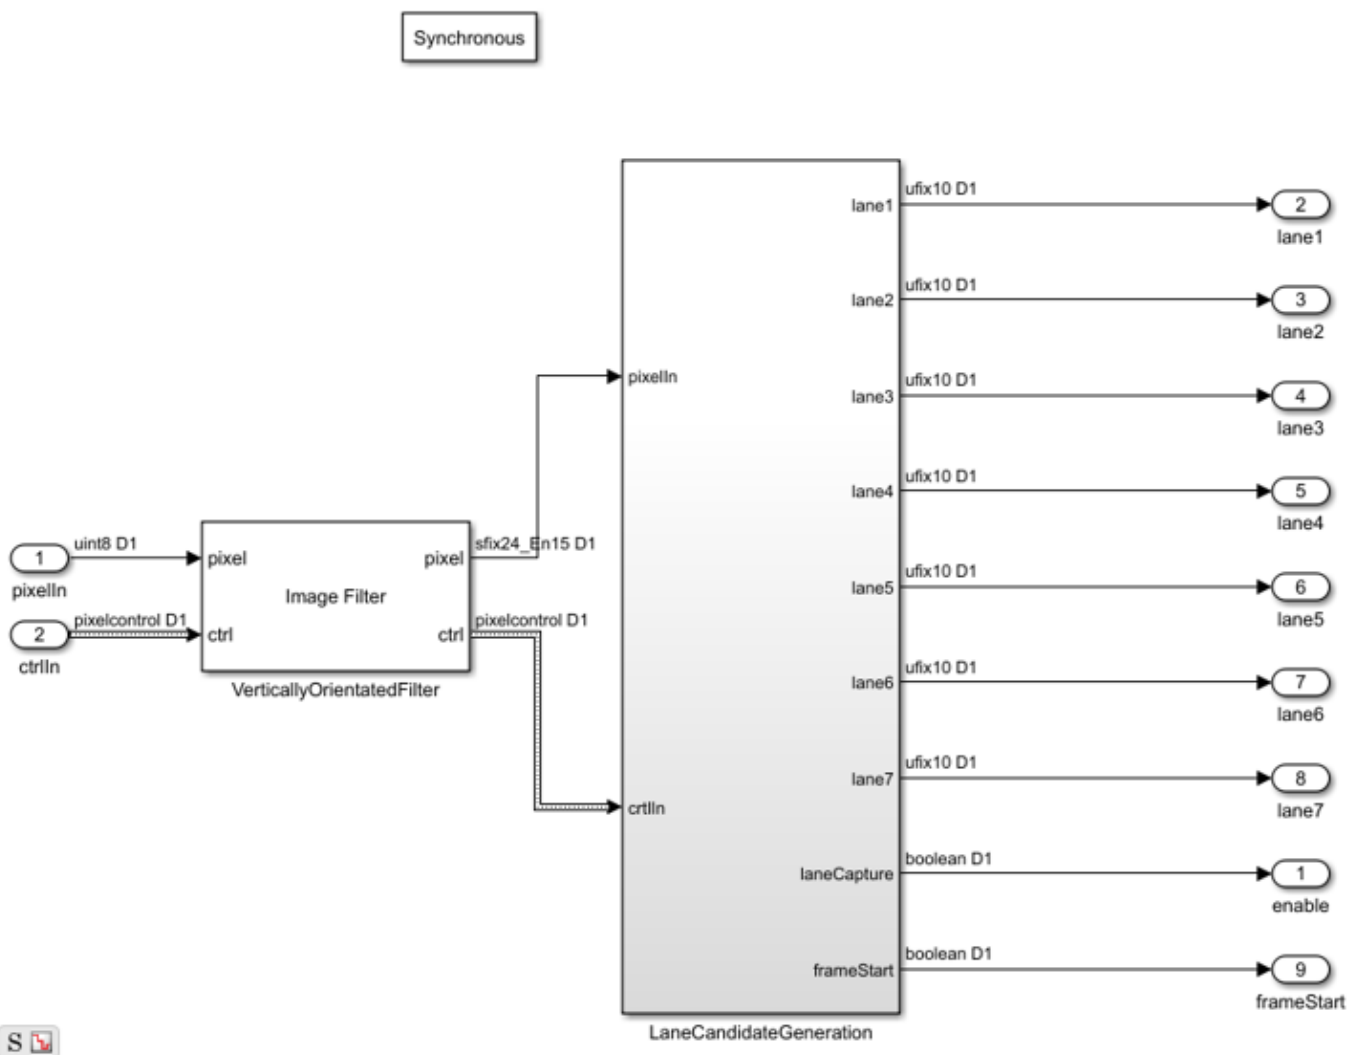 Synchronous
1
pixelIn
uint8 D1
2
ctrlIn
pixelcontrol D1
pixel
ctrl
Image Filter
pixel
ctrl
VerticallyOrientatedFilter
sfix24_En15 D1
pixelcontrol D1
pixelIn
crtlIn
lane1
lane2
lane3
lane4
lane5
lane6
lane7
laneCapture
frameStart
LaneCandidateGeneration
ufix10 D1
2
lane1
ufix10 D1
3
lane2
ufix10 D1
4
lane3
ufix10 D1
5
lane4
ufix10 D1
6
lane5
ufix10 D1
7
lane6
ufix10 D1
8
lane7
boolean D1
1
enable
boolean D1
9
frameStart
S